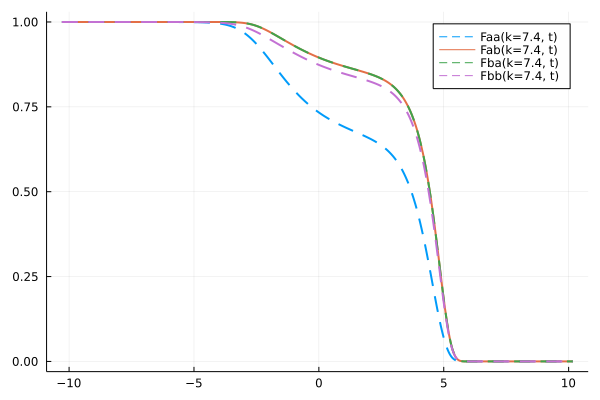 1.00
0.75
0.50
0.25
0.00
−10
−5
0
5
10
Faa(k=7.4, t)
Fab(k=7.4, t)
Fba(k=7.4, t)
Fbb(k=7.4, t)